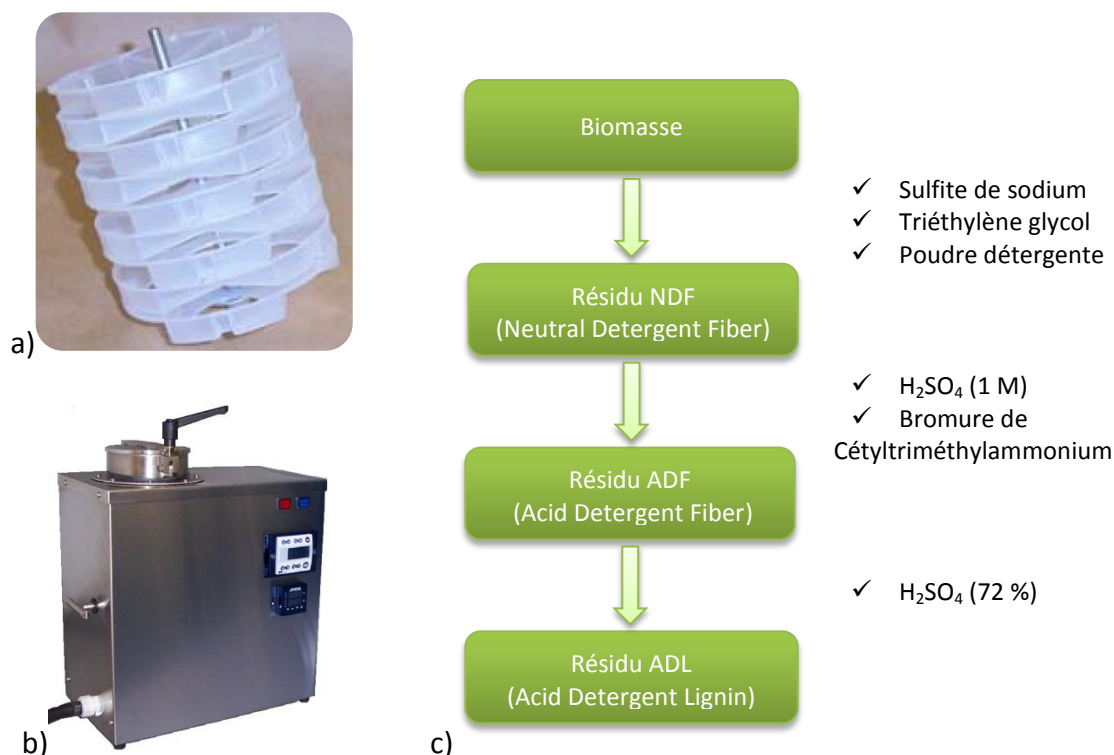 a)
b)
c)
Biomasse
✓ Sulfite de sodium
✓ Triéthylène glycol
✓ Poudre détergente
Résidu NDF
(Neutral Detergent Fiber)
✓ H₂SO₄ (1 M)
✓ Bromure de
Cétyltriméthylammonium
Résidu ADF
(Acid Detergent Fiber)
✓ H₂SO₄ (72 %)
Résidu ADL
(Acid Detergent Lignin)